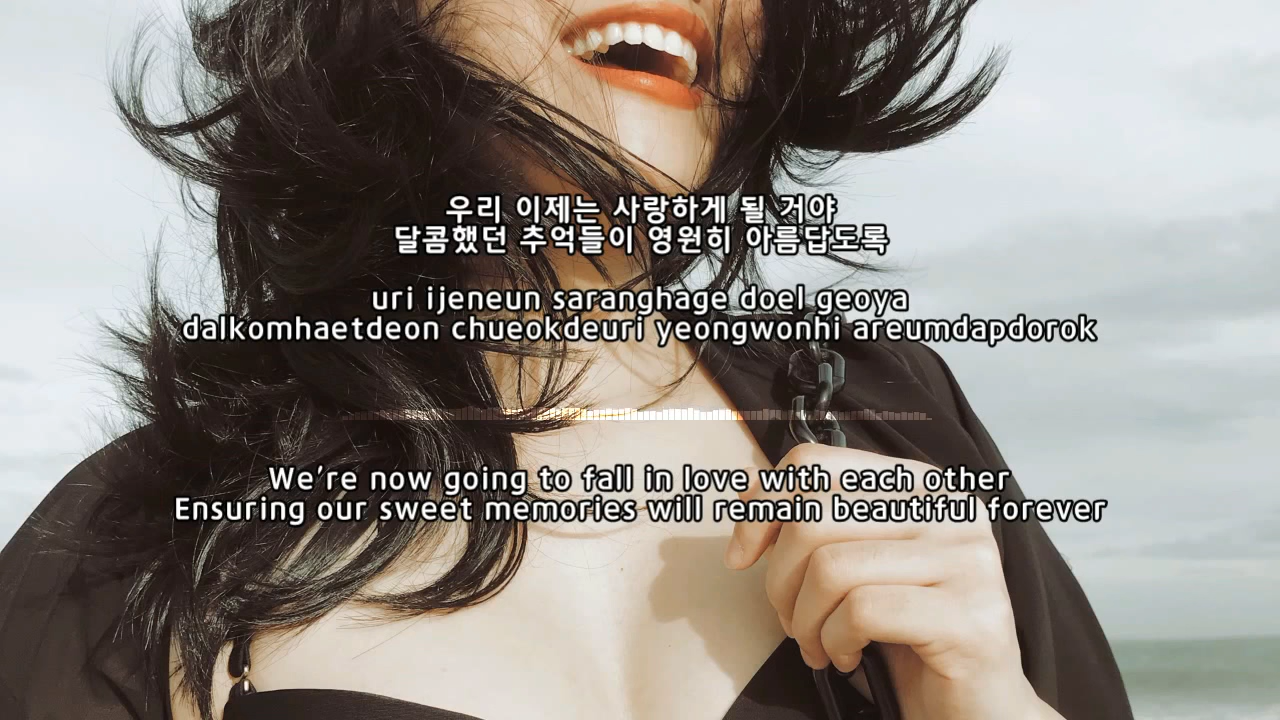 우리 이제는 사랑하게 될 거야
달콤했던 추억들이 영원히 아름답도록
uri ijeneun saranghage doel geoya
dalkomhaetdeon chueokdeuri yeongwonhi areumdapdorok
We're now going to fall in love with each other
Ensuring our sweet memories will remain beautiful forever